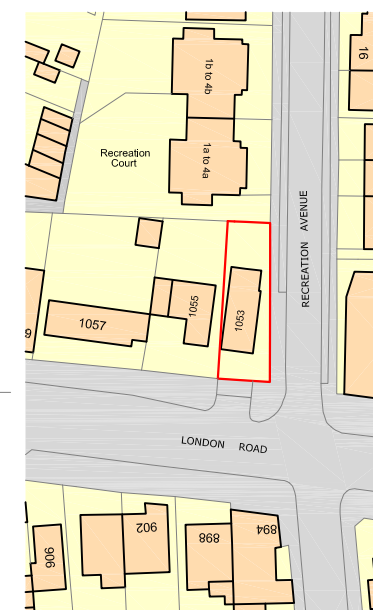 1b to 4b
16
Recreation
Court
1a to 4a
RECREATION AVENUE
1055
1053
1057
LONDON ROAD
902
898
894
906